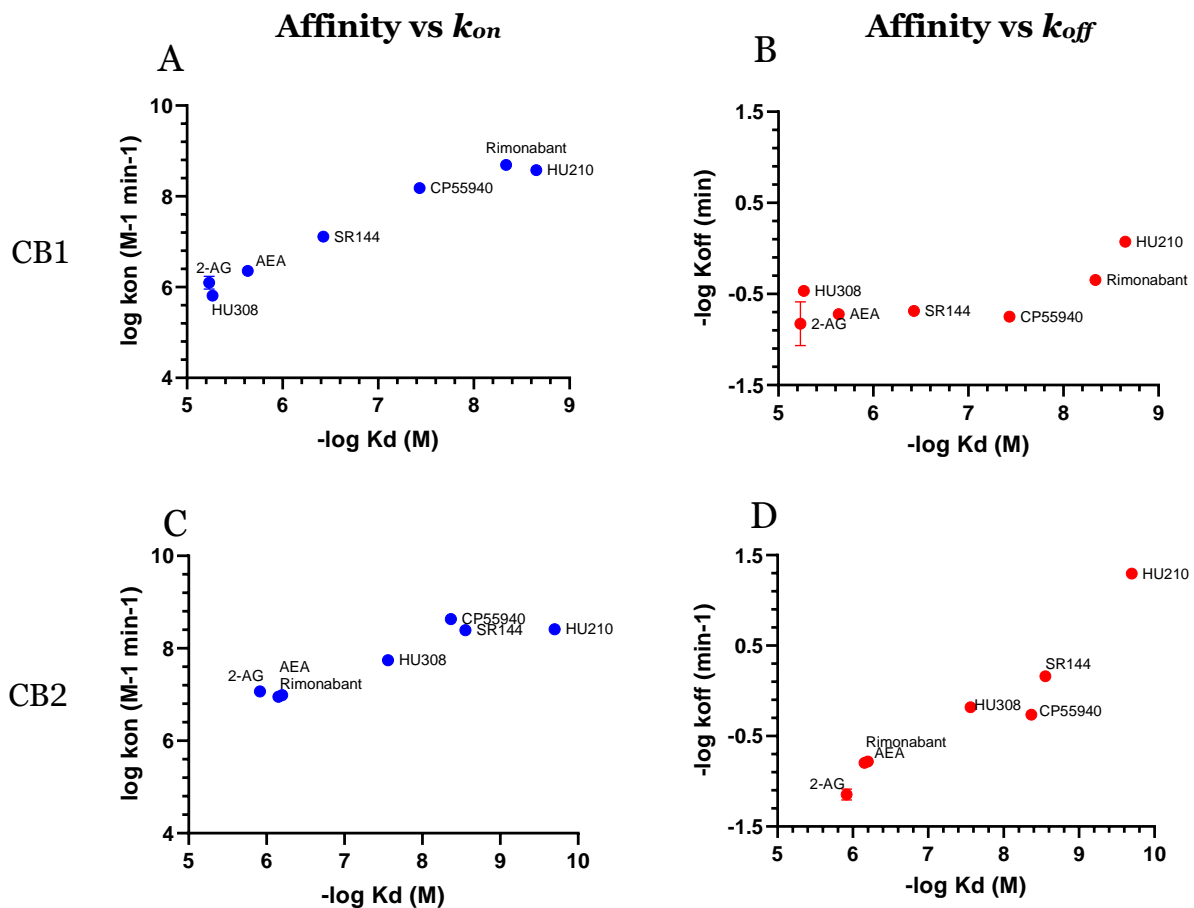 Affinity vs kon
Affinity vs koff
CB1
A
log kon (M-1 min-1)
10
8
6
4
2-AG
HU308
AEA
SR144
CP55940
Rimonabant
HU210
5 6 7 8 9
-log Kd (M)
B
-log Koff (min)
1.5
0.5
-0.5
-1.5
HU308
2-AG
AEA
SR144
CP55940
Rimonabant
HU210
5 6 7 8 9
-log Kd (M)
CB2
C
log kon (M-1 min-1)
10
8
6
4
2-AG
AEA
Rimonabant
HU308
CP55940
SR144
HU210
5 6 7 8 9 10
-log Kd (M)
D
-log koff (min-1)
1.5
0.5
-0.5
-1.5
2-AG
Rimonabant
AEA
HU308
SR144
CP55940
HU210
5 6 7 8 9 10
-log Kd (M)